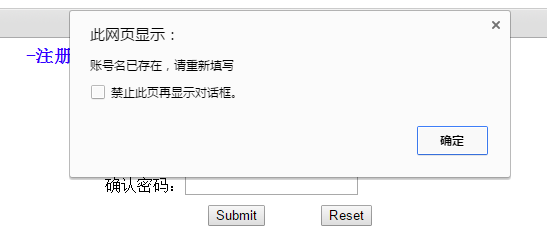 此网页显示：
账号名已存在，请重新填写
禁止此页再显示对话框。
确定
-注册
确认密码：
Submit Reset